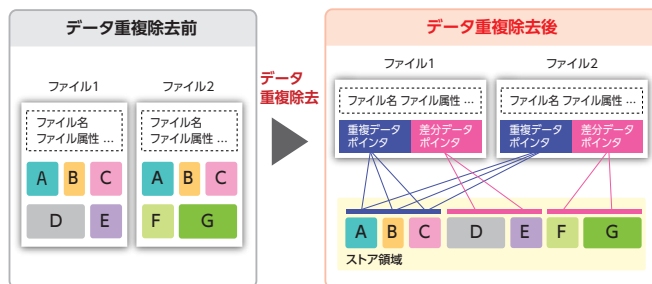 データ重複除去前
ファイル1
ファイル2
ファイル名
ファイル属性 ...
ファイル名
ファイル属性 ...
A
B
C
A
B
C
D
E
F
G
データ
重複除去
データ重複除去後
ファイル1
ファイル2
ファイル名 ファイル属性 ...
ファイル名 ファイル属性 ...
重複データ
ポインタ
差分データ
ポインタ
重複データ
ポインタ
差分データ
ポインタ
A
B
C
D
E
F
G
ストア領域